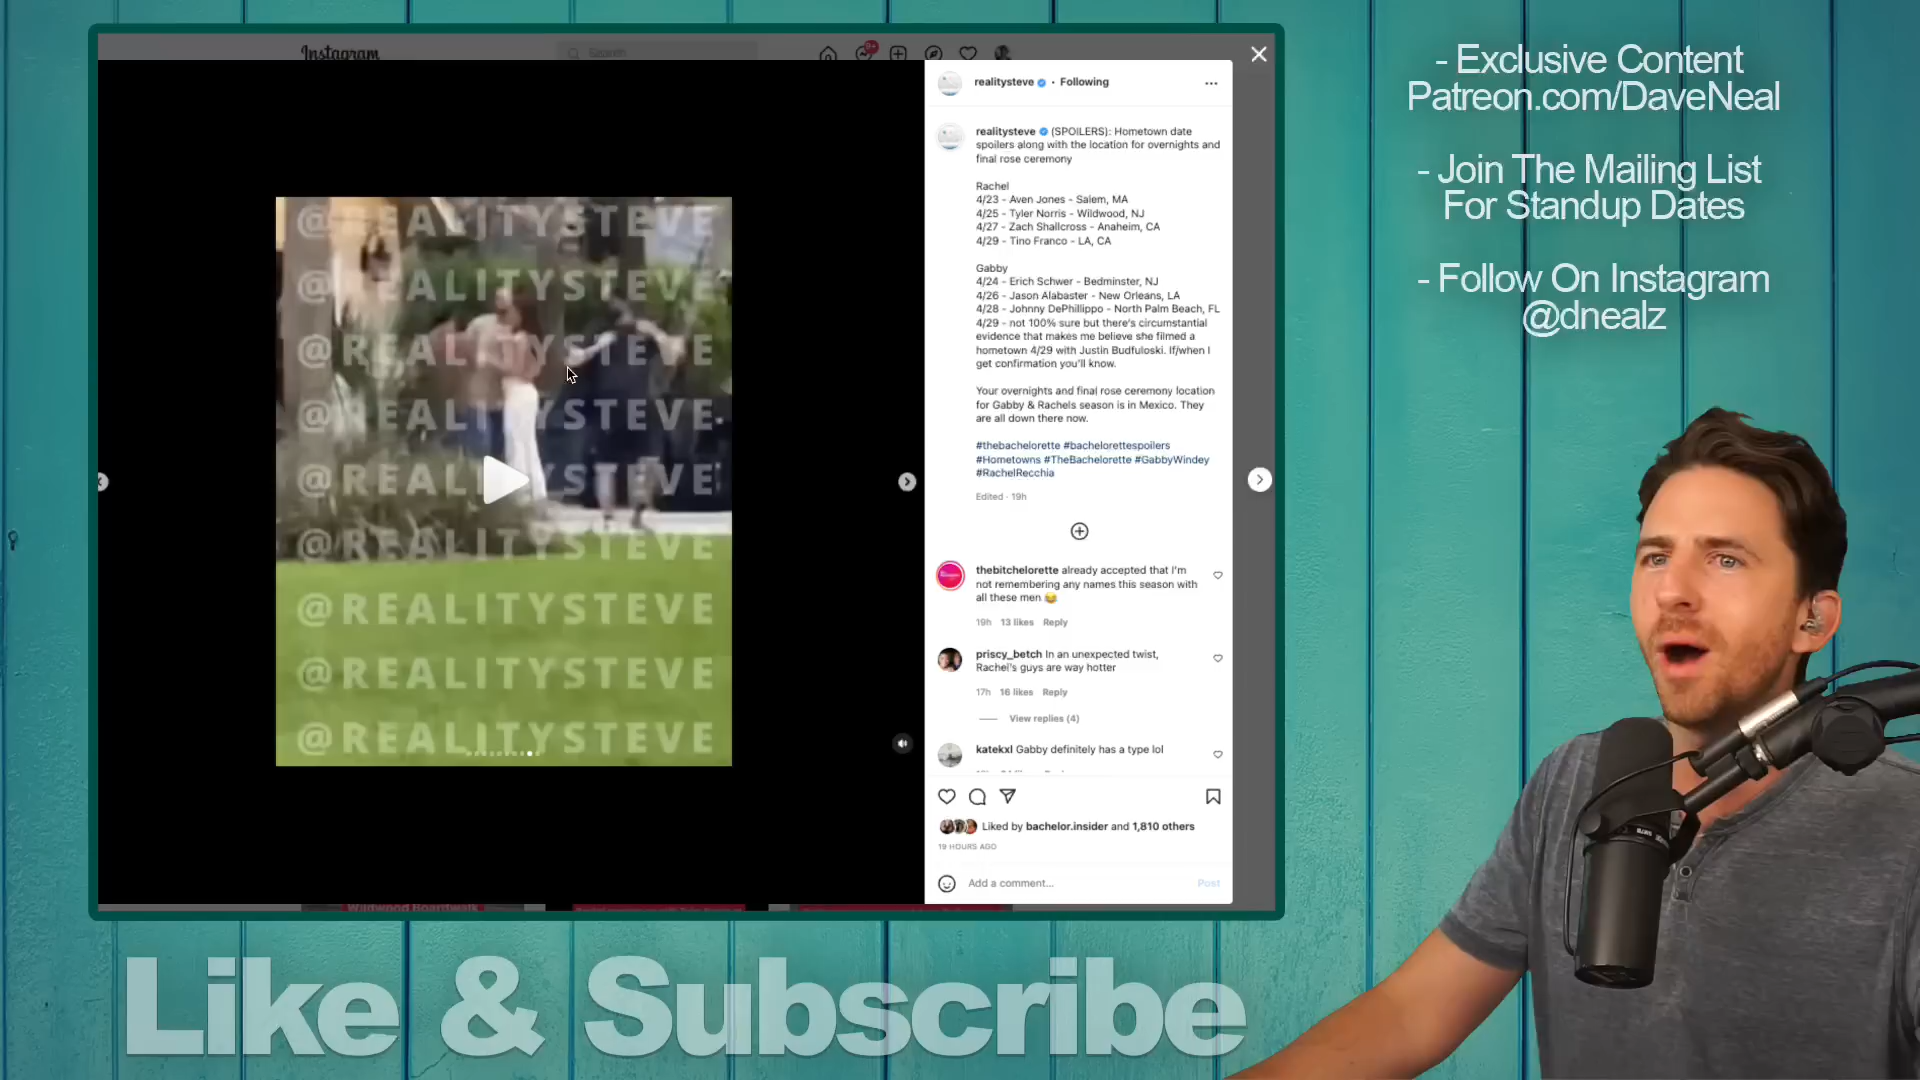 Instagram
Search
9+
realitysteve • Following
realitysteve (SPOILERS): Hometown date
spoilers along with the location for overnights and
final rose ceremony
Rachel
4/23 - Aven Jones - Salem, MA
4/25 - Tyler Norris - Wildwood, NJ
4/27 - Zach Shallcross - Anaheim, CA
4/29 - Tino Franco - LA, CA
Gabby
4/24 - Erich Schwer - Bedminster, NJ
4/26 - Jason Alabaster - New Orleans, LA
4/28 - Johnny DePhillippo - North Palm Beach, FL
4/29 - not 100% sure but there's circumstantial
evidence that makes me believe she filmed a
hometown 4/29 with Justin Budfuloski. If/when I
get confirmation you'll know.
Your overnights and final rose ceremony location
for Gabby & Rachels season is in Mexico. They
are all down there now.
#thebachelorette #bachelorettespoilers
#Hometowns #TheBachelorette #GabbyWindey
#RachelRecchia
Edited · 19h
thebitchelorette already accepted that I'm
not remembering any names this season with
all these men 😂
19h 13 likes Reply
priscy_betch In an unexpected twist,
Rachel's guys are way hotter
17h 16 likes Reply
View replies (4)
katekxl Gabby definitely has a type lol
Liked by bachelor.insider and 1,810 others
19 HOURS AGO
Add a comment...
Post
@REALITYSTEVE
@REALITYSTEVE
@REALITYSTEVE
@REALITYSTEVE
@REALITYSTEVE
@REALITYSTEVE
@REALITYSTEVE
@REALITYSTEVE
@REALITYSTEVE
Wildwood Boardwalk
- Exclusive Content
Patreon.com/DaveNeal
- Join The Mailing List
For Standup Dates
- Follow On Instagram
@dnealz
Like & Subscribe